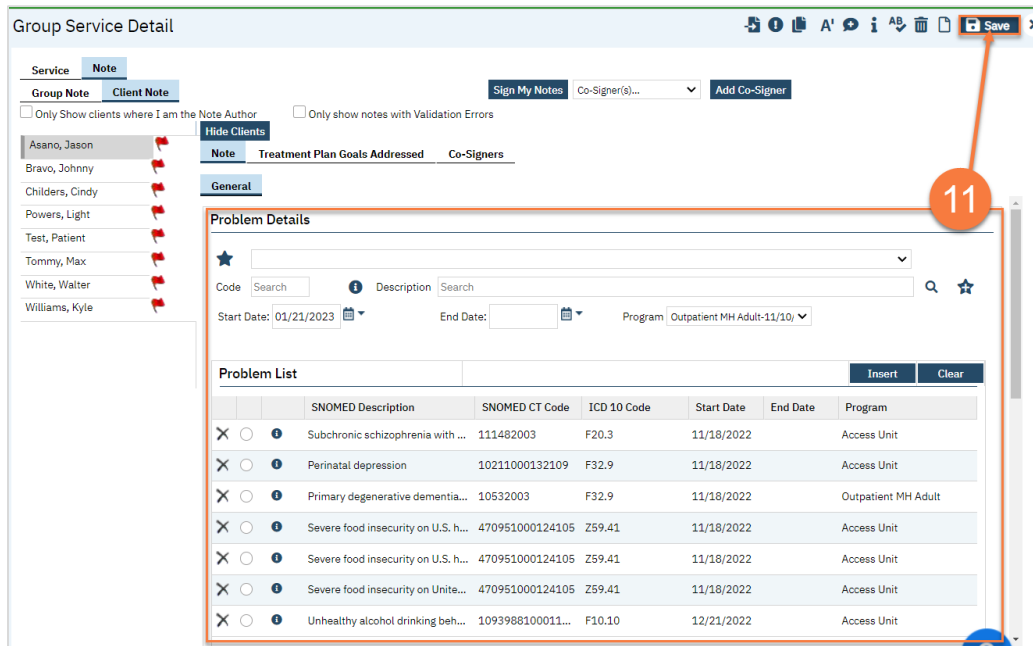 Group Service Detail
Save
Service Note
Group Note Client Note
Sign My Notes Co-Signer(s)... Add Co-Signer
Only Show clients where I am the Note Author Only show notes with Validation Errors
Hide Clients
Asano, Jason
Bravo, Johnny
Childers, Cindy
Powers, Light
Test, Patient
Tommy, Max
White, Walter
Williams, Kyle
Note Treatment Plan Goals Addressed Co-Signers
General
11
Problem Details
Code Search Description Search
Start Date: 01/21/2023 End Date: Program Outpatient MH Adult-11/10/
Problem List Insert Clear
SNOMED Description SNOMED CT Code ICD 10 Code Start Date End Date Program
Subchronic schizophrenia with ... 111482003 F20.3 11/18/2022 Access Unit
Perinatal depression 10211000132109 F32.9 11/18/2022 Access Unit
Primary degenerative dementia... 10532003 F32.9 11/18/2022 Outpatient MH Adult
Severe food insecurity on U.S. h... 470951000124105 Z59.41 11/18/2022 Access Unit
Severe food insecurity on U.S. h... 470951000124105 Z59.41 11/18/2022 Access Unit
Severe food insecurity on Unite... 470951000124105 Z59.41 11/18/2022 Access Unit
Unhealthy alcohol drinking beh... 1093988100011... F10.10 12/21/2022 Access Unit